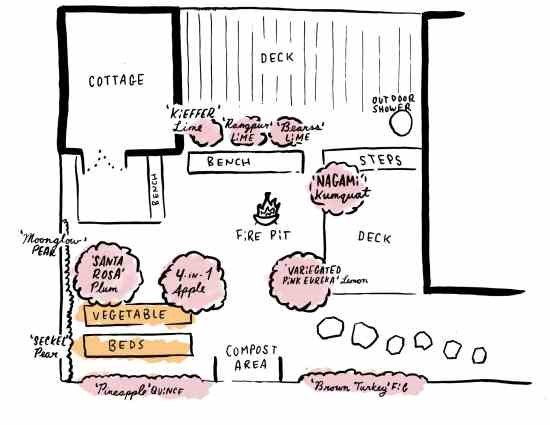 DECK
COTTAGE
OUTDOOR
SHOWER
'KIEFFER'
Lime
'Rangpur'
LIME
'Bearss'
LIME
BENCH
STEPS
BENCH
'NAGAMI'
Kumquat
FIRE PIT
DECK
'Moonglow'
PEAR
'SANTA
ROSA'
Plum
4-IN-1
Apple
'VARIEGATED
PINK EUREKA' Lemon
VEGETABLE
BEDS
'SECKEL'
Pear
COMPOST
AREA
'Pineapple' QUINCE
'Brown Turkey' FIG